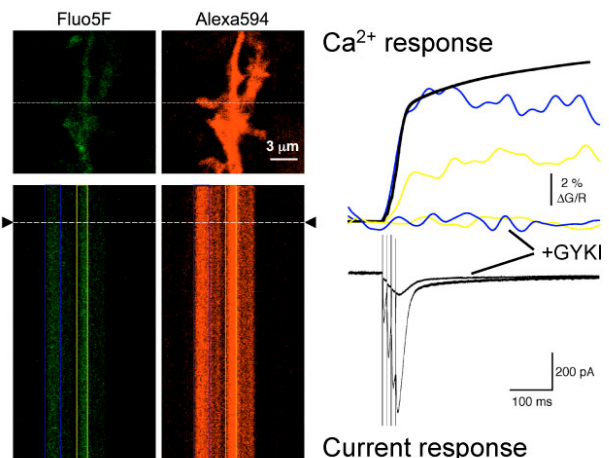 Fluo5F
Alexa594
3 μm
Ca²⁺ response
2 %
ΔG/R
+GYKI
200 pA
100 ms
Current response